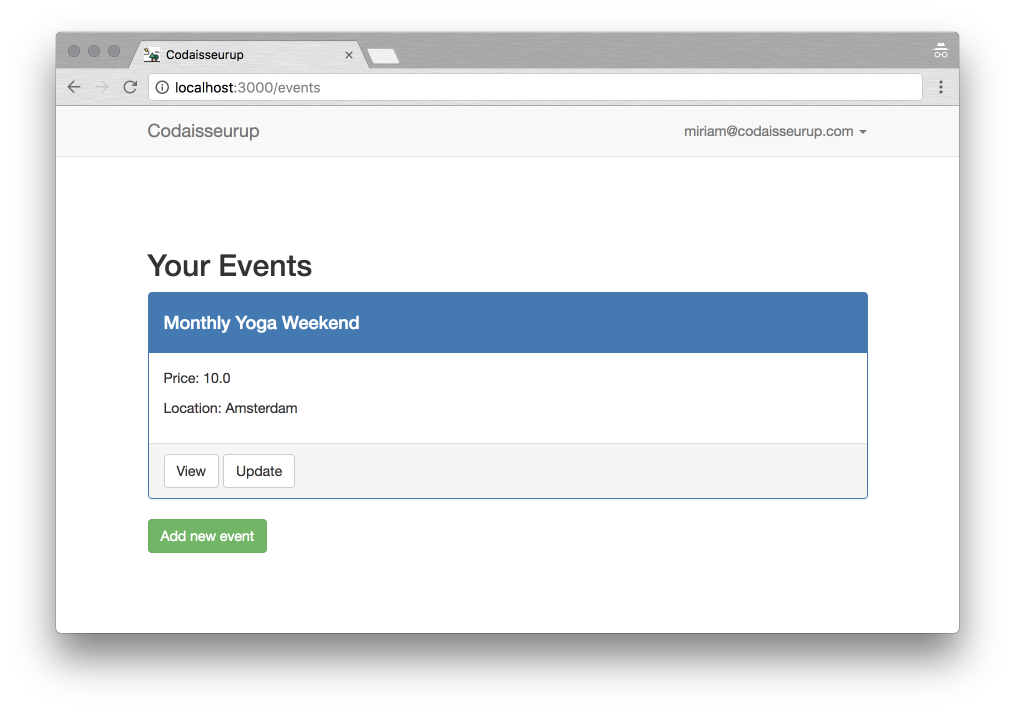 Codaisseurup
localhost:3000/events
Codaisseurup miriam@codaisseurup.com
Your Events
Monthly Yoga Weekend
Price: 10.0
Location: Amsterdam
View Update
Add new event